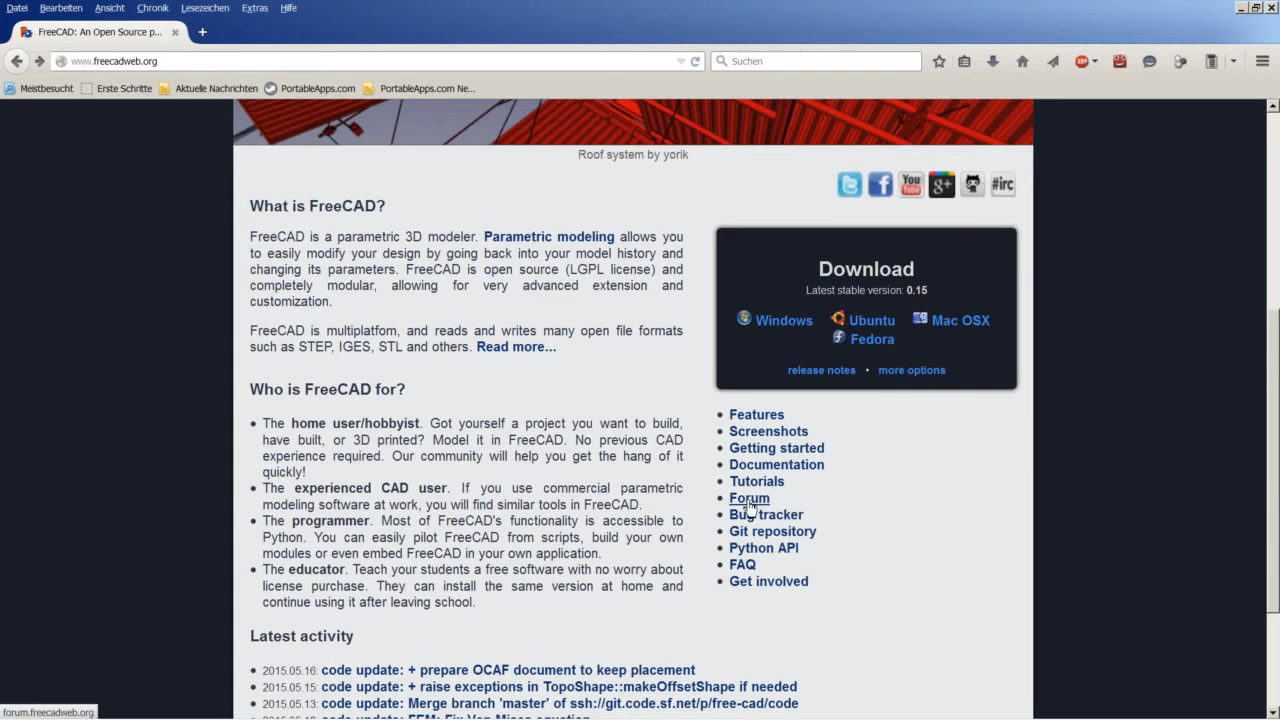 Datei Bearbeiten Ansicht Chronik Lesezeichen Extras Hilfe
FreeCAD: An Open Source p...
www.freecadweb.org
Suchen
Meistbesucht Erste Schritte Aktuelle Nachrichten PortableApps.com PortableApps.com Ne...
Roof system by yorik
You
Tube
g+
#irc
What is FreeCAD?
FreeCAD is a parametric 3D modeler. Parametric modeling allows you
to easily modify your design by going back into your model history and
changing its parameters. FreeCAD is open source (LGPL license) and
completely modular, allowing for very advanced extension and
customization.
FreeCAD is multiplatfom, and reads and writes many open file formats
such as STEP, IGES, STL and others. Read more...
Who is FreeCAD for?
The home user/hobbyist. Got yourself a project you want to build,
have built, or 3D printed? Model it in FreeCAD. No previous CAD
experience required. Our community will help you get the hang of it
quickly!
The experienced CAD user. If you use commercial parametric
modeling software at work, you will find similar tools in FreeCAD.
The programmer. Most of FreeCAD's functionality is accessible to
Python. You can easily pilot FreeCAD from scripts, build your own
modules or even embed FreeCAD in your own application.
The educator. Teach your students a free software with no worry about
license purchase. They can install the same version at home and
continue using it after leaving school.
Download
Latest stable version: 0.15
Windows Ubuntu Mac OSX
Fedora
release notes • more options
Features
Screenshots
Getting started
Documentation
Tutorials
Forum
Bug tracker
Git repository
Python API
FAQ
Get involved
Latest activity
2015.05.16: code update: + prepare OCAF document to keep placement
2015.05.15: code update: + raise exceptions in TopoShape::makeOffsetShape if needed
2015.05.13: code update: Merge branch 'master' of ssh://git.code.sf.net/p/free-cad/code
code update: FEM: Fix Von Mises equation
forum.freecadweb.org